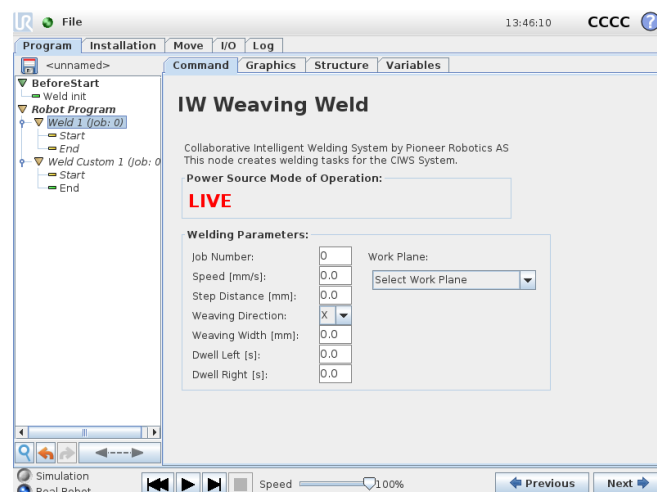 UR File 13:46:10 CCCC ?
Program Installation Move I/O Log
<unnamed> Command Graphics Structure Variables
BeforeStart
Weld init
Robot Program
Weld 1 (Job: 0)
Start
End
Weld Custom 1 (Job: 0
Start
End
IW Weaving Weld
Collaborative Intelligent Welding System by Pioneer Robotics AS
This node creates welding tasks for the CIWS System.
Power Source Mode of Operation:
LIVE
Welding Parameters:
Job Number: 0 Work Plane:
Speed [mm/s]: 0.0 Select Work Plane
Step Distance [mm]: 0.0
Weaving Direction: X
Weaving Width [mm]: 0.0
Dwell Left [s]: 0.0
Dwell Right [s]: 0.0
Simulation
Real Robot
Speed 100% Previous Next